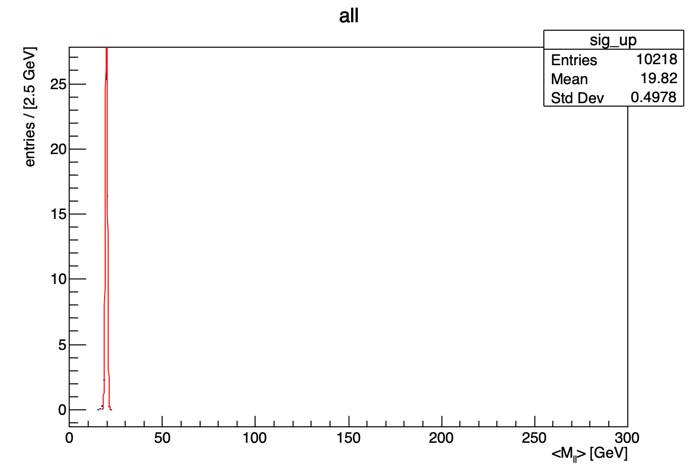 all
sig_up
Entries 10218
Mean 19.82
Std Dev 0.4978
entries / [2.5 GeV]
25
20
15
10
5
0
0 50 100 150 200 250 300
<M_ll> [GeV]